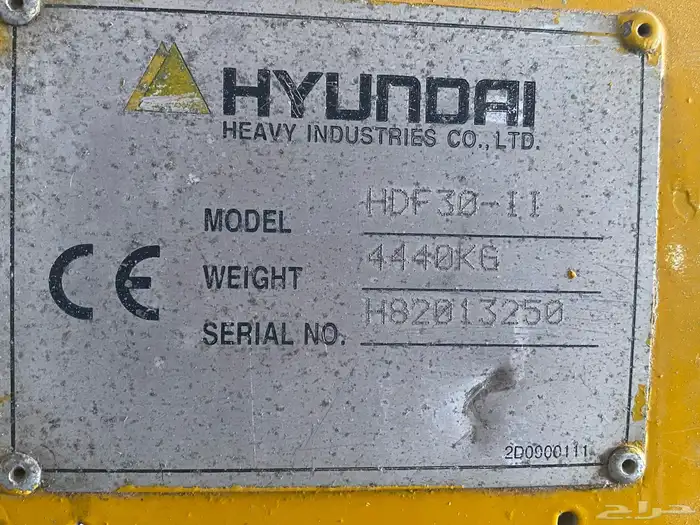 HYUNDAI
HEAVY INDUSTRIES CO., LTD.
MODEL HDF30-II
WEIGHT 4440KG
SERIAL NO. H82013250
CE
2D0000111
حراج